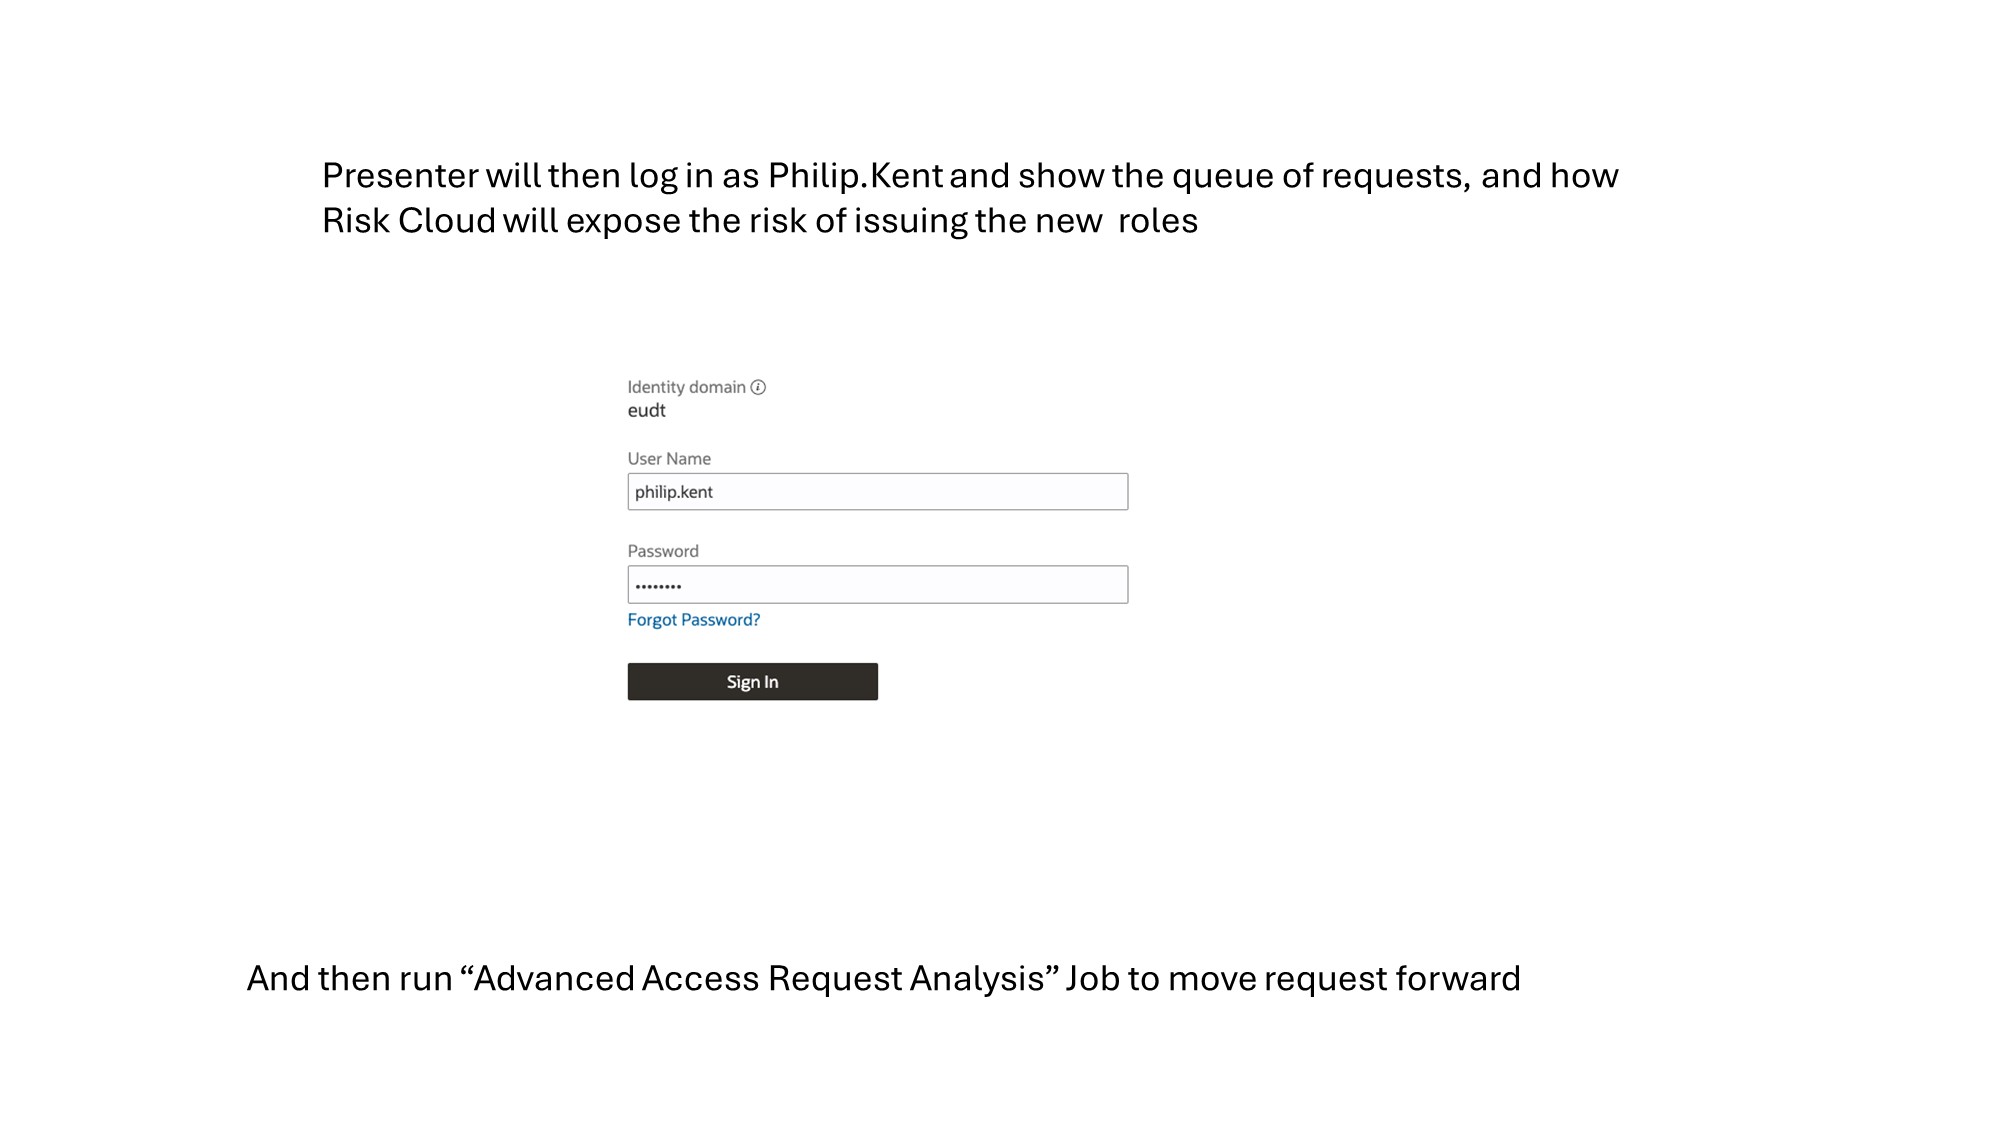 Presenter will then log in as Philip.Kent and show the queue of requests, and how
Risk Cloud will expose the risk of issuing the new  roles
Identity domain
eudt
User Name
philip.kent
Password
••••••••
Forgot Password?
Sign In
And then run “Advanced Access Request Analysis” Job to move request forward